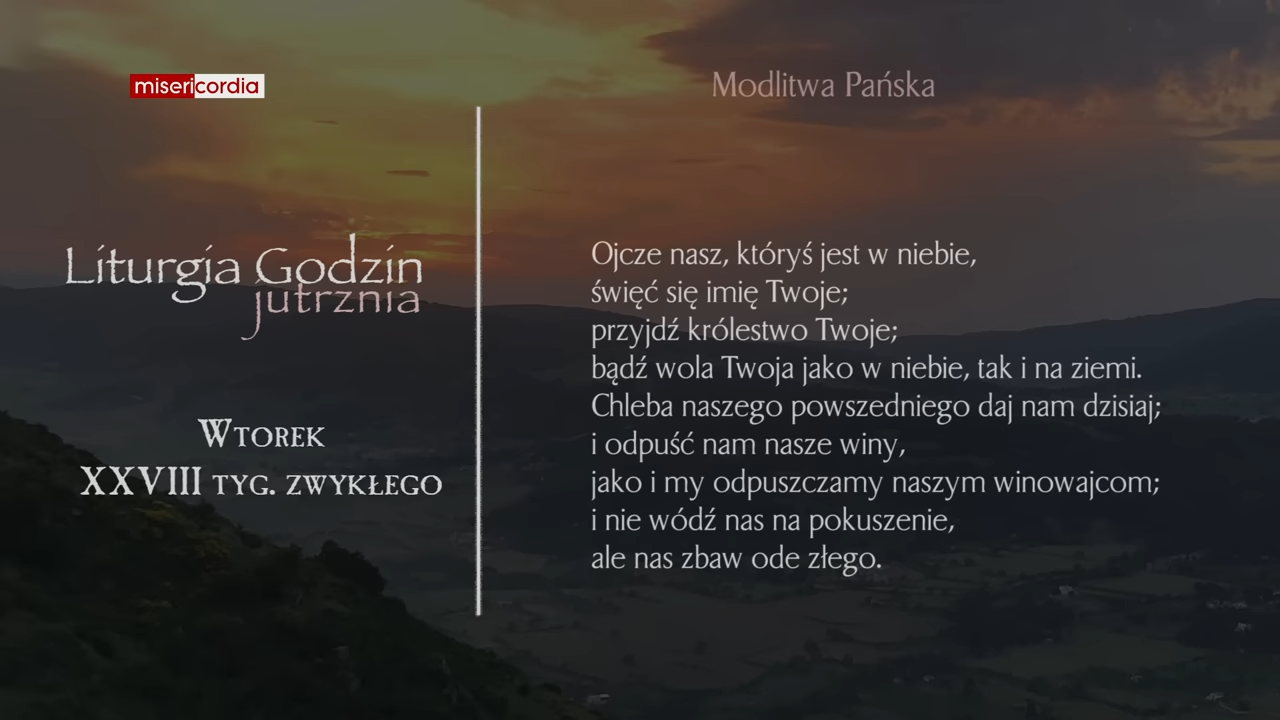 misericordia
Liturgia Godzin
jutrznia
Wtorek
XXVIII tyg. zwykłego
Modlitwa Pańska
Ojcze nasz, któryś jest w niebie,
święć się imię Twoje;
przyjdź królestwo Twoje;
bądź wola Twoja jako w niebie, tak i na ziemi.
Chleba naszego powszedniego daj nam dzisiaj;
i odpuść nam nasze winy,
jako i my odpuszczamy naszym winowajcom;
i nie wódź nas na pokuszenie,
ale nas zbaw ode złego.